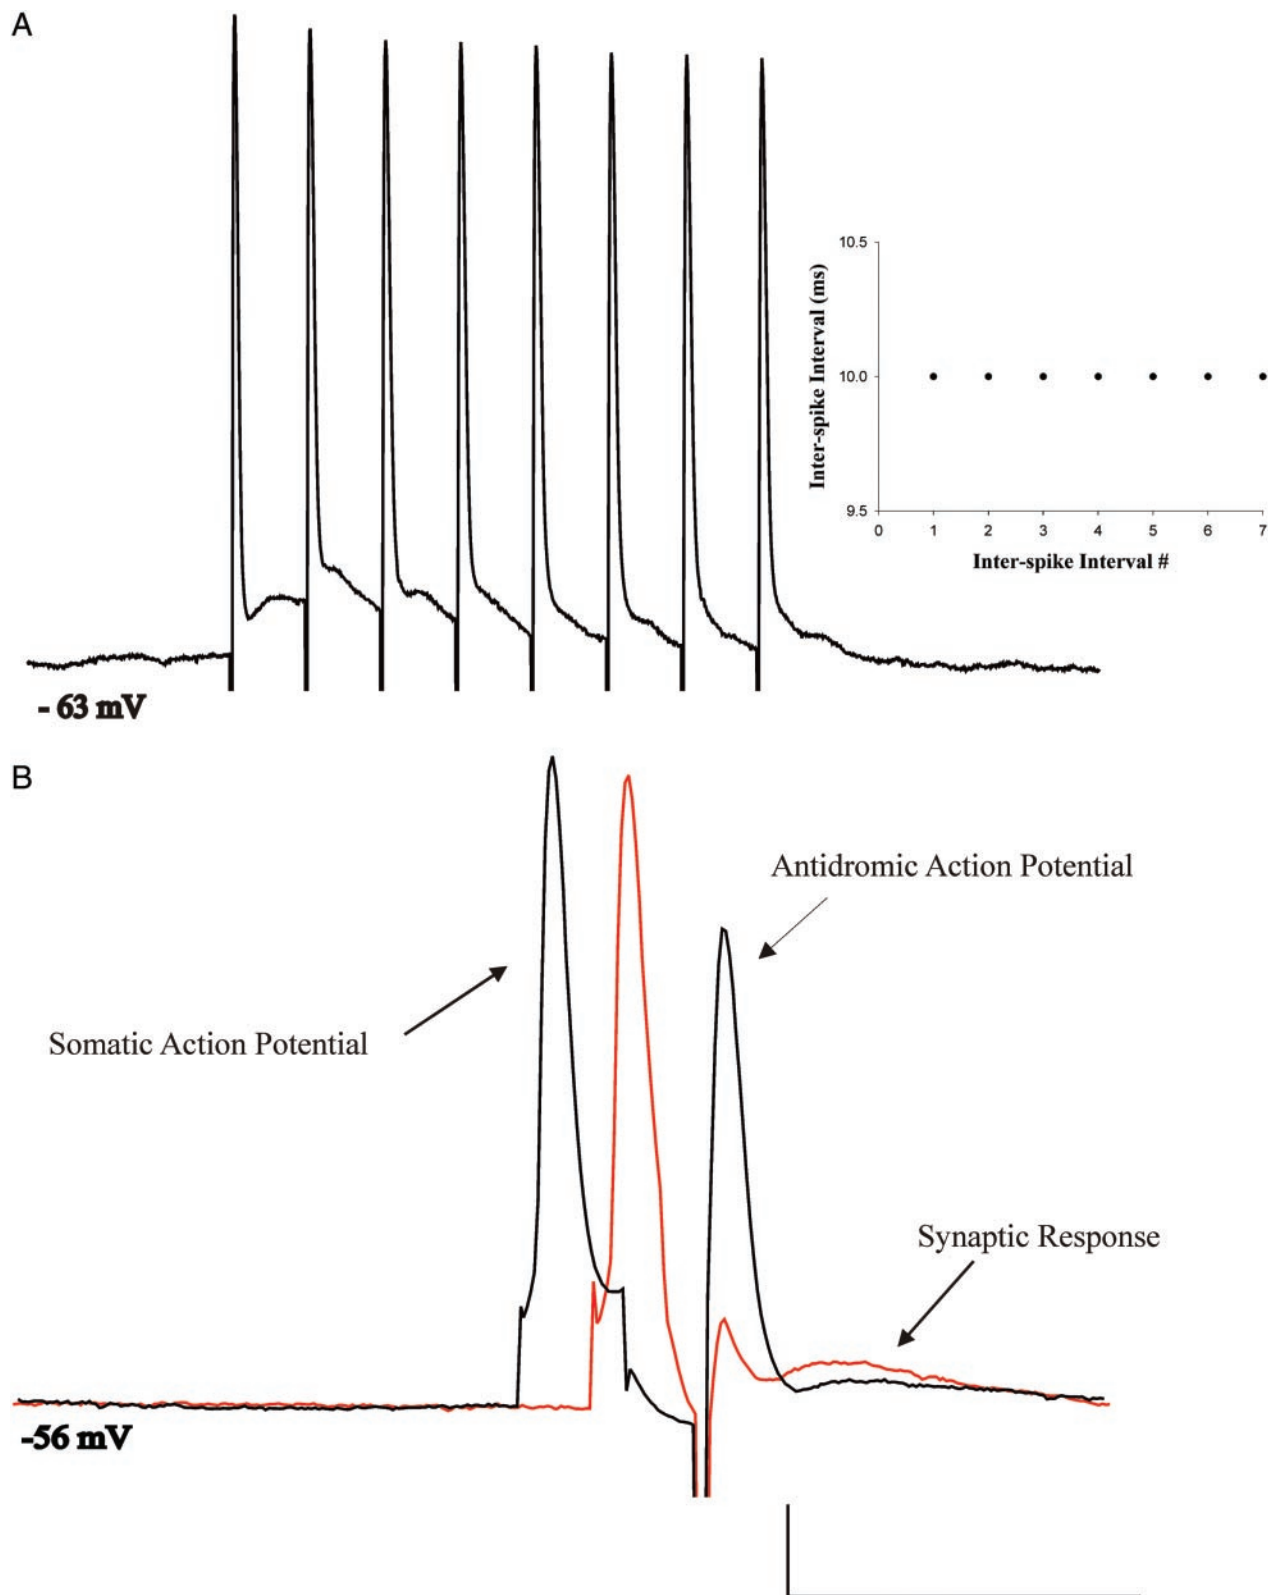 A
10.5
10.0
9.5
0 1 2 3 4 5 6 7
Inter-spike Interval (ms)
Inter-spike Interval #
- 63 mV
B
Antidromic Action Potential
Somatic Action Potential
Synaptic Response
-56 mV